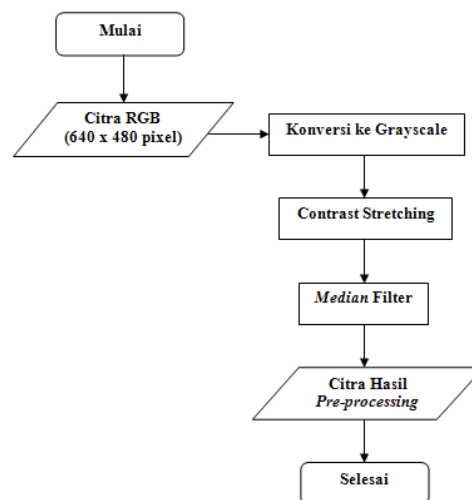 Mulai
Citra RGB
(640 x 480 pixel)
Konversi ke Grayscale
Contrast Stretching
Median Filter
Citra Hasil
Pre-processing
Selesai